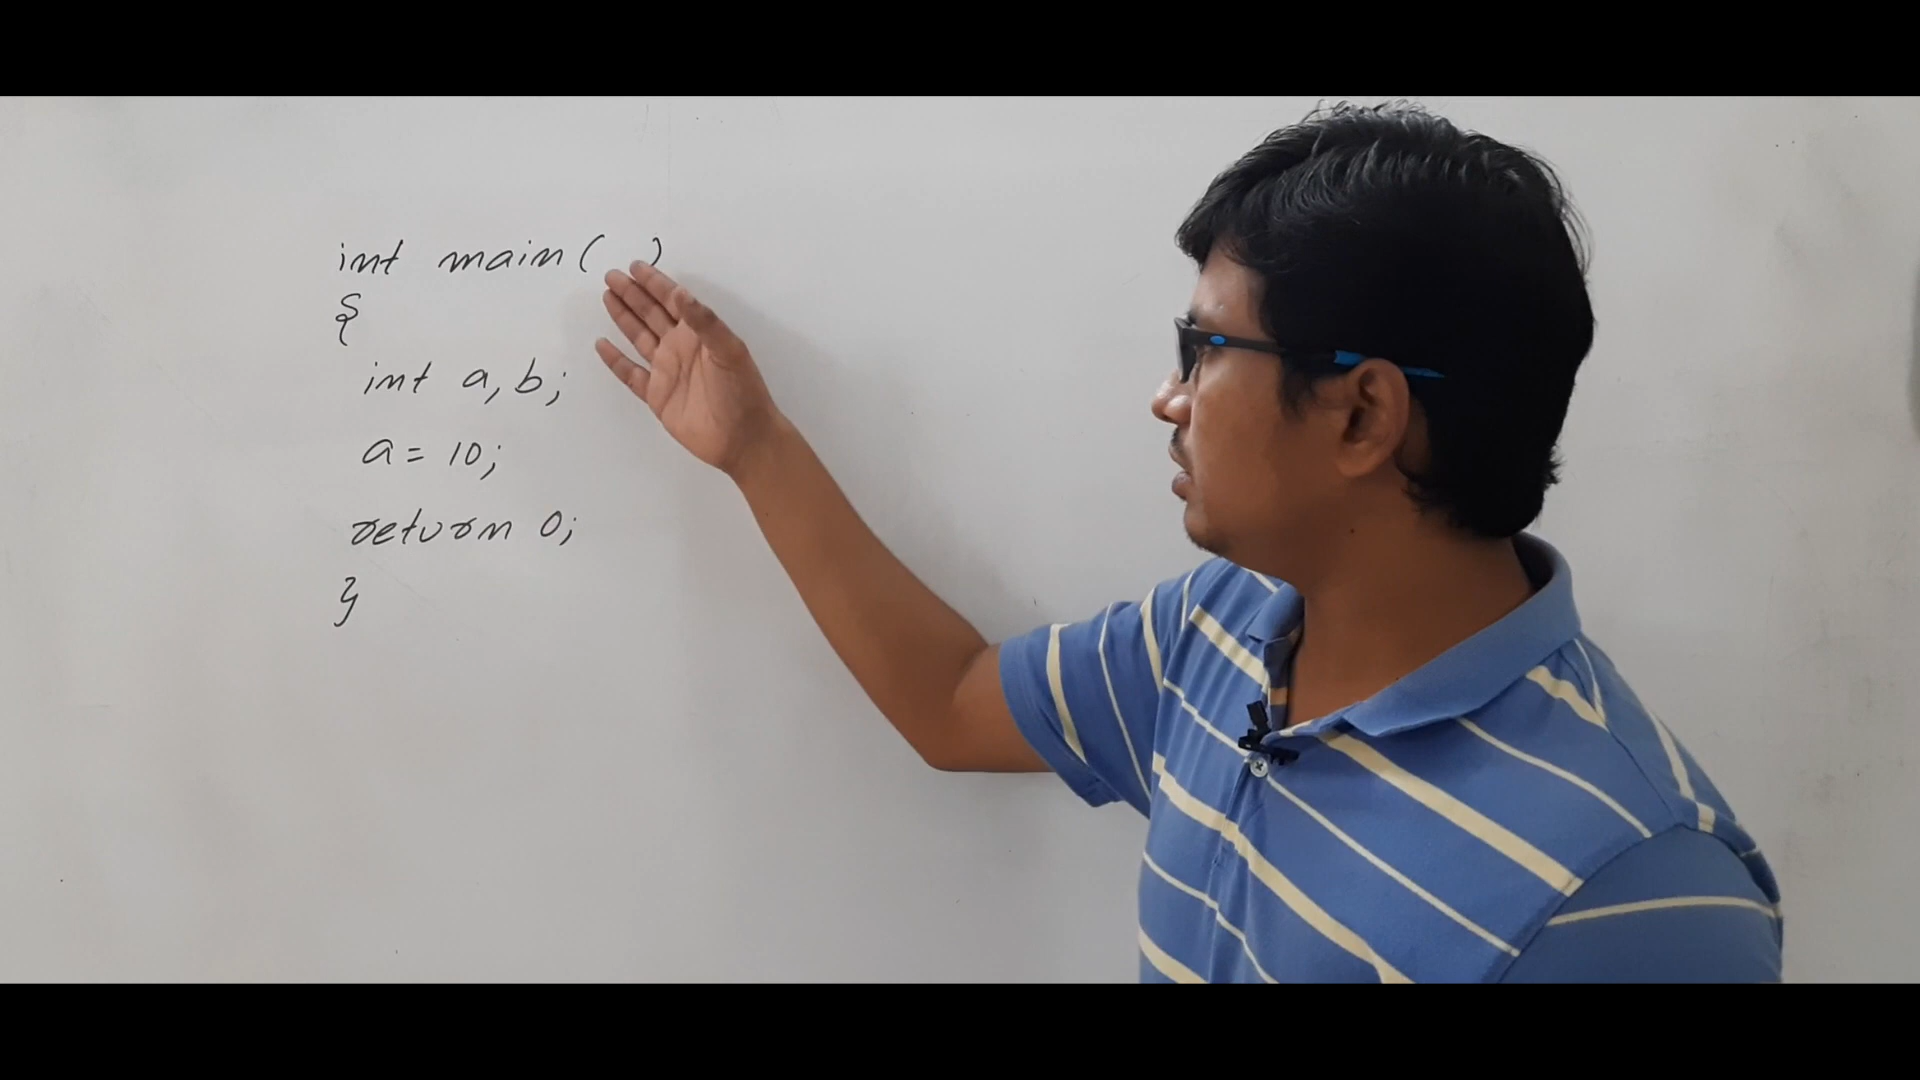 int main( )
{
int a, b;
a = 10;
return 0;
}